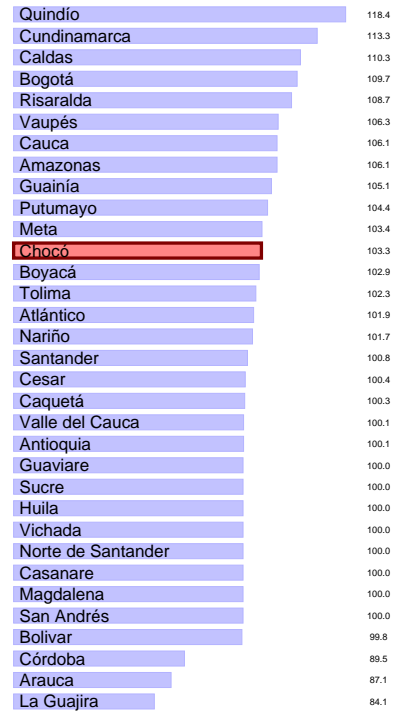 Quindío 118.4
Cundinamarca 113.3
Caldas 110.3
Bogotá 109.7
Risaralda 108.7
Vaupés 106.3
Cauca 106.1
Amazonas 106.1
Guainía 105.1
Putumayo 104.4
Meta 103.4
Chocó 103.3
Boyacá 102.9
Tolima 102.3
Atlántico 101.9
Nariño 101.7
Santander 100.8
Cesar 100.4
Caquetá 100.3
Valle del Cauca 100.1
Antioquia 100.1
Guaviare 100.0
Sucre 100.0
Huila 100.0
Vichada 100.0
Norte de Santander 100.0
Casanare 100.0
Magdalena 100.0
San Andrés 100.0
Bolivar 99.8
Córdoba 89.5
Arauca 87.1
La Guajira 84.1